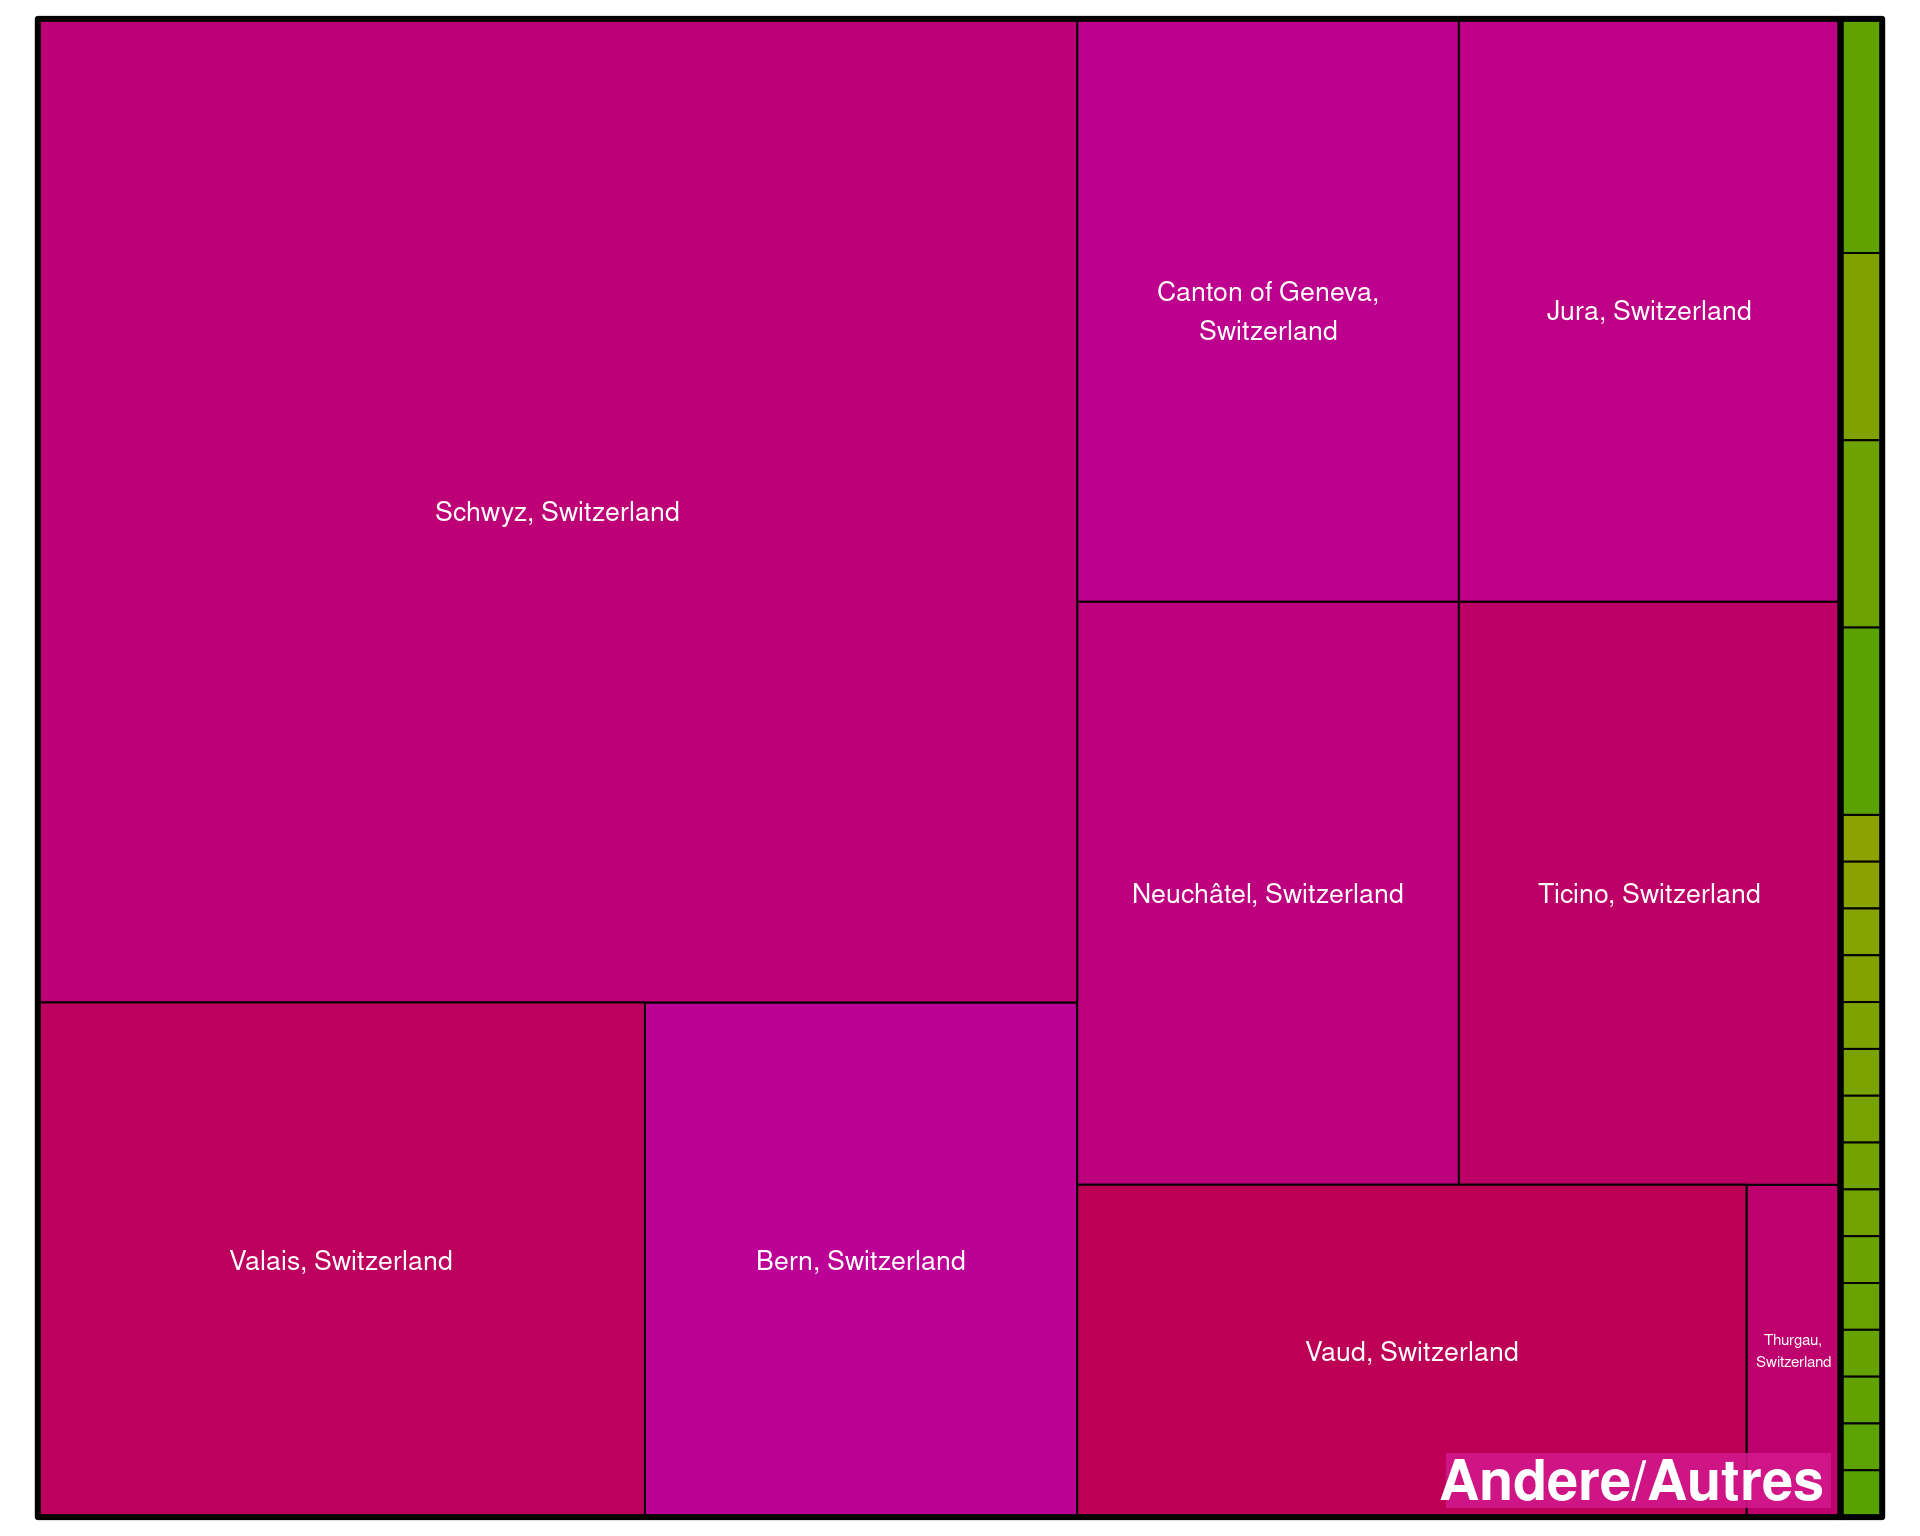 Schwyz, Switzerland
Canton of Geneva,
Switzerland
Jura, Switzerland
Neuchâtel, Switzerland
Ticino, Switzerland
Valais, Switzerland
Bern, Switzerland
Vaud, Switzerland
Thurgau,
Switzerland
Andere/Autres